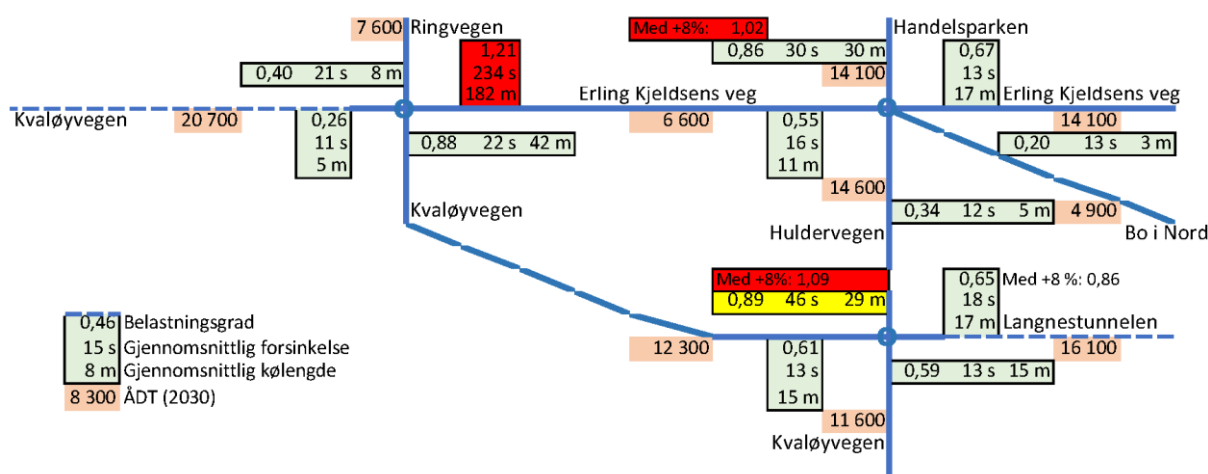 7 600 Ringvegen
Med +8%: 1,02
Handelsparken
0,86 30 s 30 m
0,40 21 s 8 m
1,21
234 s
182 m
14 100
0,67
13 s
17 m
Erling Kjeldsens veg
Erling Kjeldsens veg
Kvaløyvegen
20 700
0,26
11 s
5 m
0,88 22 s 42 m
6 600
0,55
16 s
11 m
14 100
0,20 13 s 3 m
14 600
Kvaløyvegen
0,34 12 s 5 m
4 900
Huldervegen
Bo i Nord
Med +8%: 1,09
0,89 46 s 29 m
0,65
18 s
17 m
Med +8 %: 0,86
Langnestunnelen
12 300
0,61
13 s
15 m
16 100
0,59 13 s 15 m
11 600
Kvaløyvegen
0,46 Belastningsgrad
15 s Gjennomsnittlig forsinkelse
8 m Gjennomsnittlig kølengde
8 300 ÅDT (2030)